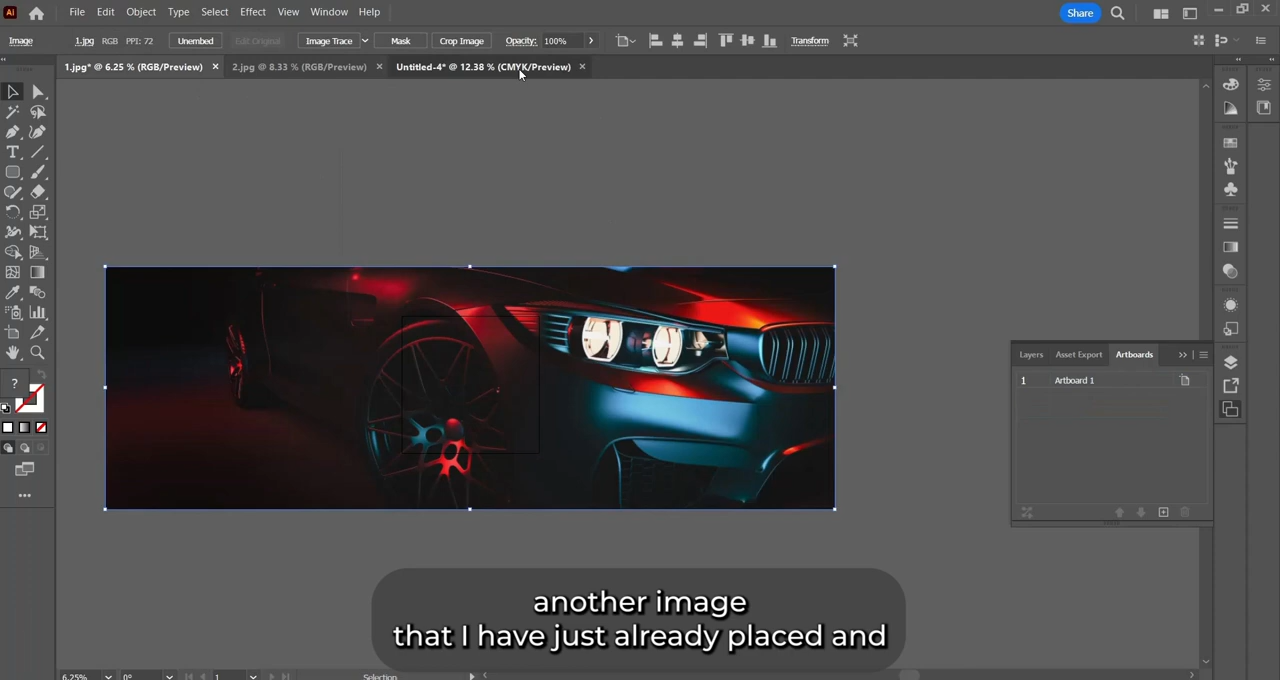 Ai File Edit Object Type Select Effect View Window Help Share
Image 1.jpg RGB PPI: 72 Unembed Edit Original Image Trace Mask Crop Image Opacity: 100% Transform
1.jpg* @ 6.25 % (RGB/Preview) × 2.jpg @ 8.33 % (RGB/Preview) × Untitled-4* @ 12.38 % (CMYK/Preview) ×
Layers Asset Export Artboards
1 Artboard 1
?
another image
that I have just already placed and
6.25% 0° 1 Selection